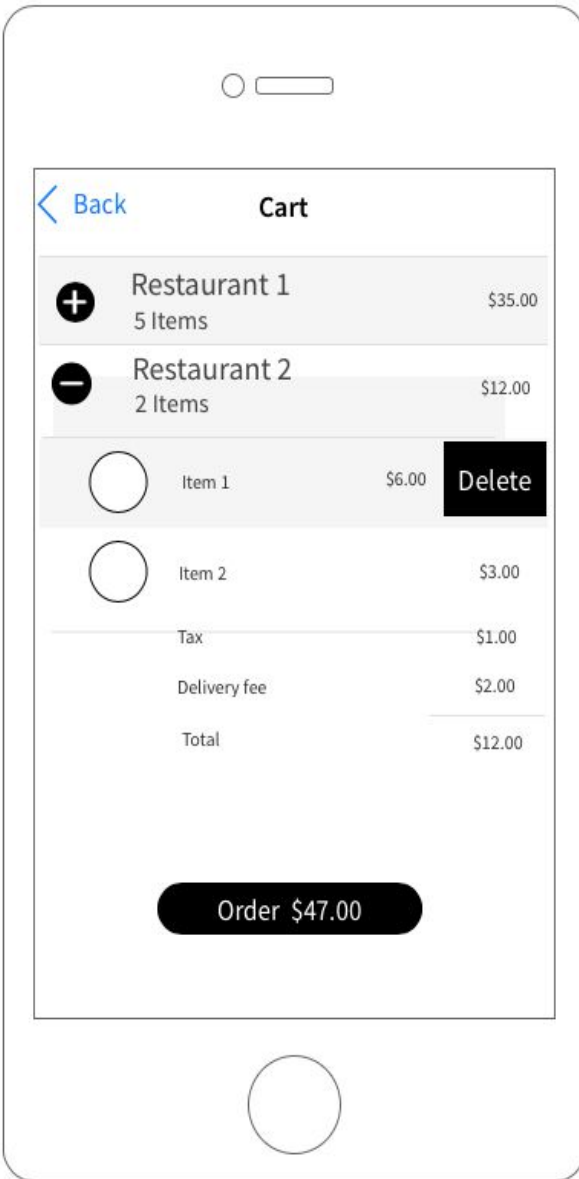 Back Cart
Restaurant 1
5 Items
$35.00
Restaurant 2
2 Items
$12.00
Item 1 $6.00 Delete
Item 2 $3.00
Tax $1.00
Delivery fee $2.00
Total $12.00
Order $47.00